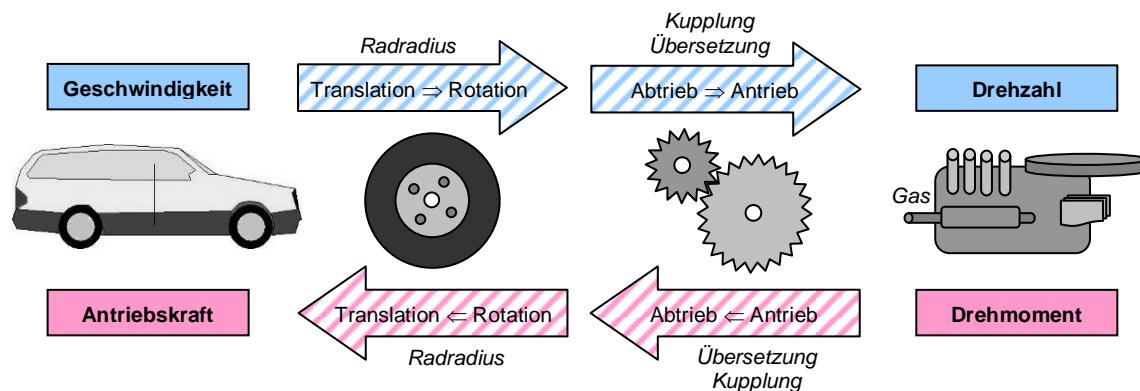 Radradius
Kupplung
Übersetzung
Geschwindigkeit
Translation ⇒ Rotation
Abtrieb ⇒ Antrieb
Drehzahl
Gas
Antriebskraft
Translation ⇐ Rotation
Abtrieb ⇐ Antrieb
Drehmoment
Radradius
Übersetzung
Kupplung